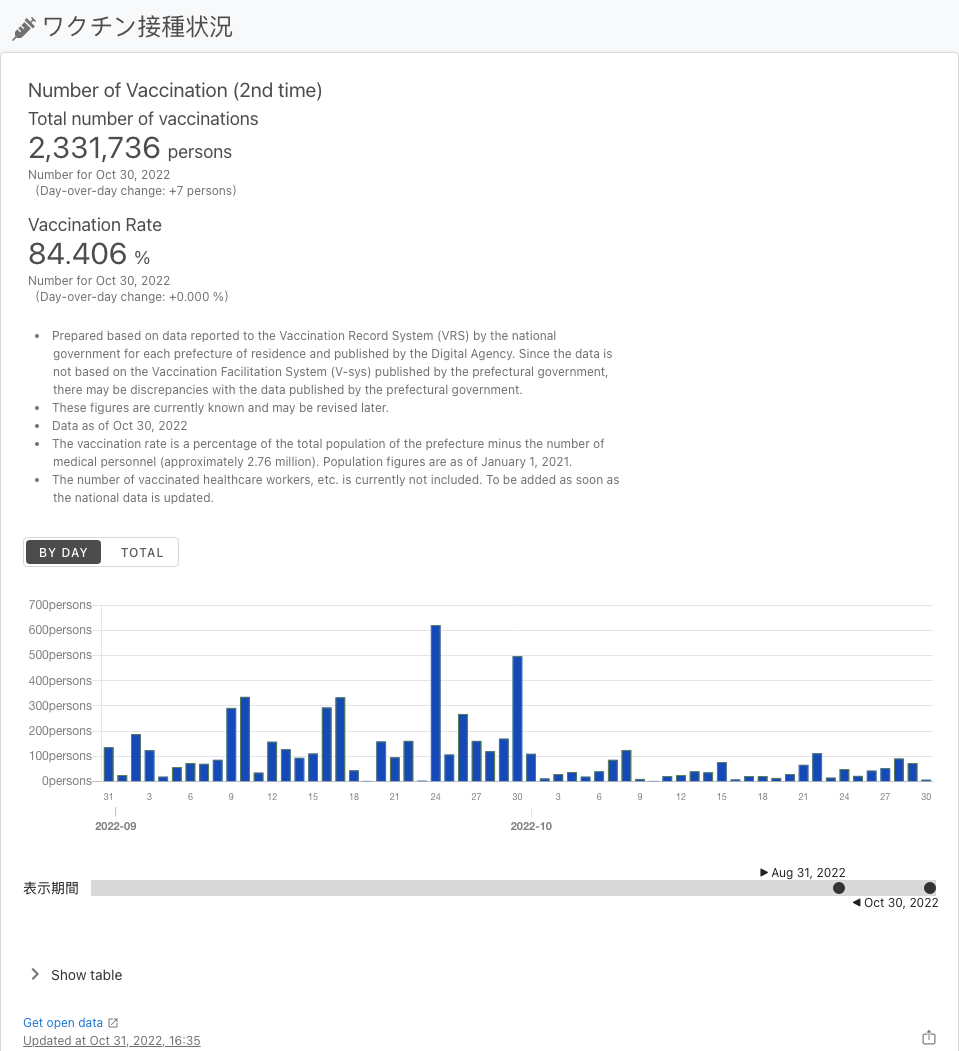 ワクチン接種状況
Number of Vaccination (2nd time)
Total number of vaccinations
2,331,736 persons
Number for Oct 30, 2022
(Day-over-day change: +7 persons)
Vaccination Rate
84.406 %
Number for Oct 30, 2022
(Day-over-day change: +0.000 %)
• Prepared based on data reported to the Vaccination Record System (VRS) by the national
government for each prefecture of residence and published by the Digital Agency. Since the data is
not based on the Vaccination Facilitation System (V-sys) published by the prefectural government,
there may be discrepancies with the data published by the prefectural government.
• These figures are currently known and may be revised later.
• Data as of Oct 30, 2022
• The vaccination rate is a percentage of the total population of the prefecture minus the number of
medical personnel (approximately 2.76 million). Population figures are as of January 1, 2021.
• The number of vaccinated healthcare workers, etc. is currently not included. To be added as soon as
the national data is updated.
BY DAY TOTAL
700persons
600persons
500persons
400persons
300persons
200persons
100persons
0persons
31 3 6 9 12 15 18 21 24 27 30 3 6 9 12 15 18 21 24 27 30
2022-09 2022-10
▶ Aug 31, 2022
表示期間
◀ Oct 30, 2022
Show table
Get open data
Updated at Oct 31, 2022, 16:35